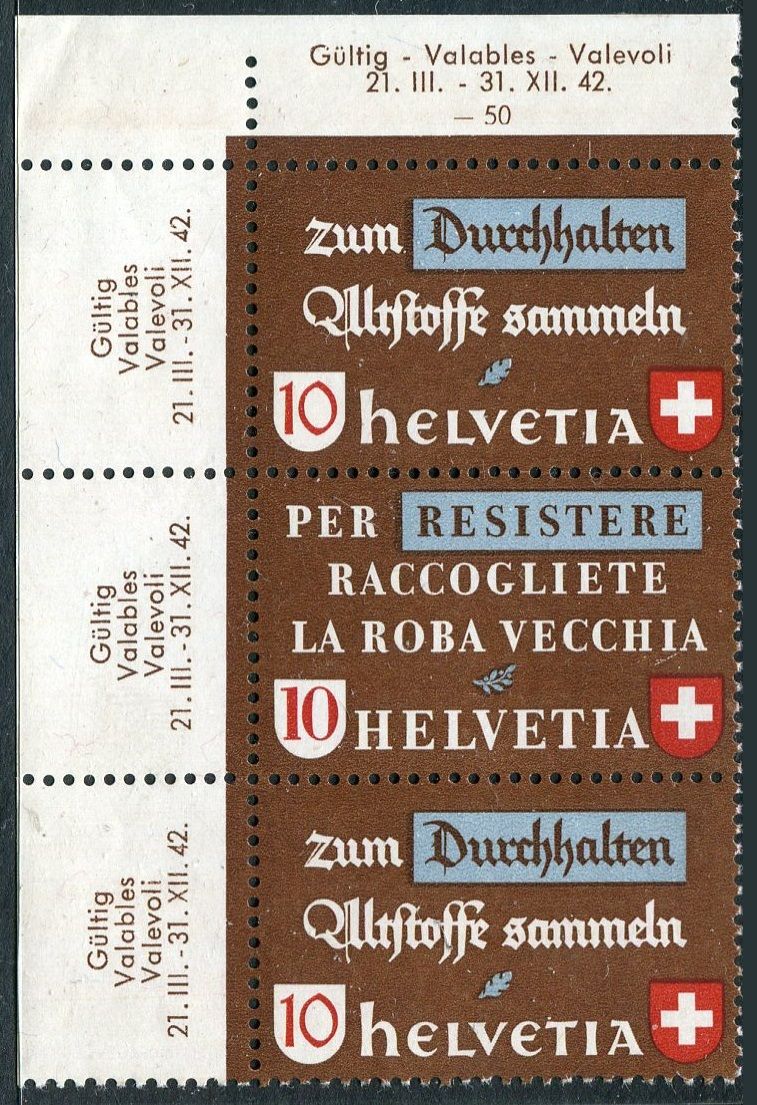 Gültig - Valables - Valevoli
21. III. - 31. XII. 42.
— 50
Gültig
Valables
Valevoli
21. III. - 31. XII. 42.
zum Durchhalten
Altstoffe sammeln
10 HELVETIA
Gültig
Valables
Valevoli
21. III. - 31. XII. 42.
PER RESISTERE
RACCOGLIETE
LA ROBA VECCHIA
10 HELVETIA
Gültig
Valables
Valevoli
21. III. - 31. XII. 42.
zum Durchhalten
Altstoffe sammeln
10 HELVETIA